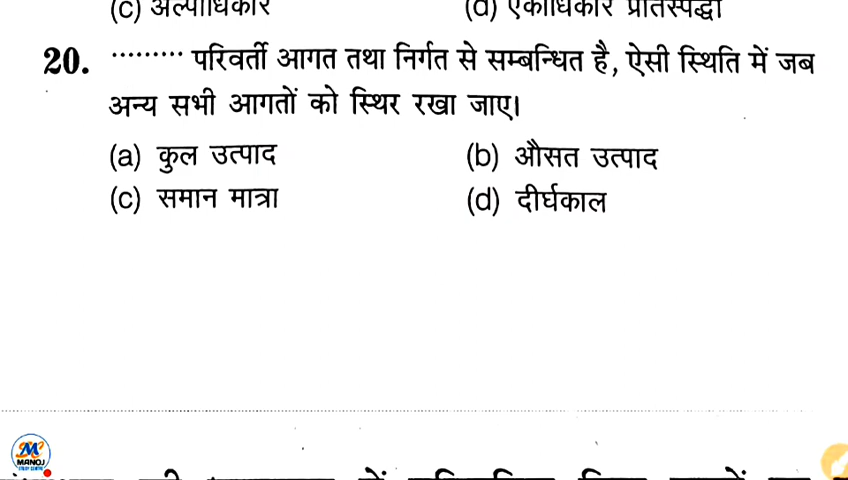 (c) अल्पाधिकार (d) एकाधिकार प्रतिस्पर्द्धा
20. ········· परिवर्ती आगत तथा निर्गत से सम्बन्धित है, ऐसी स्थिति में जब
अन्य सभी आगतों को स्थिर रखा जाए।
(a) कुल उत्पाद (b) औसत उत्पाद
(c) समान मात्रा (d) दीर्घकाल
MANOJ